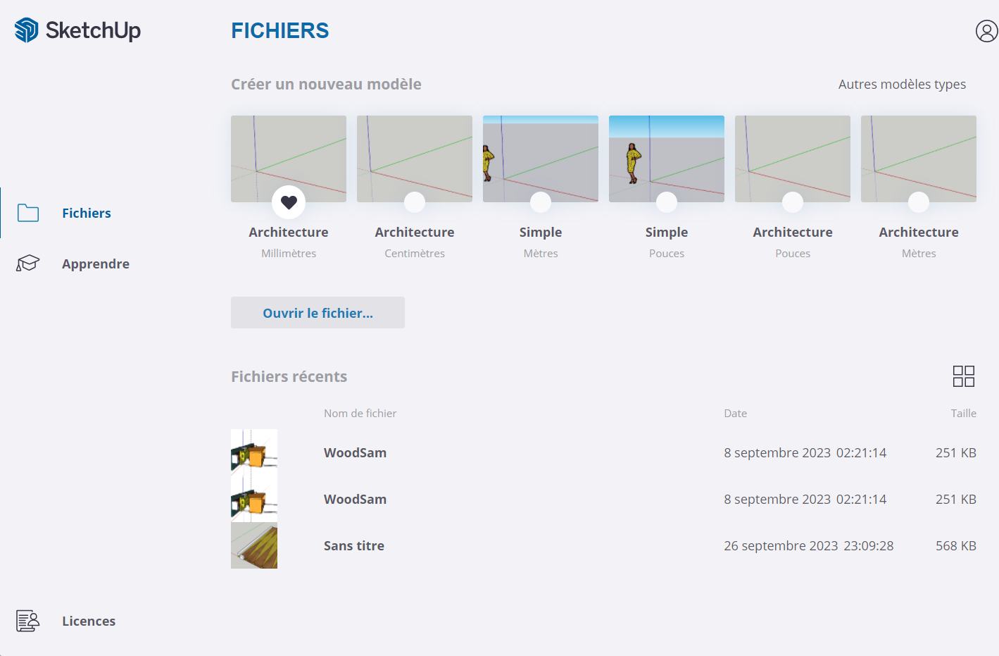 SketchUp
FICHIERS
Créer un nouveau modèle
Autres modèles types
Architecture
Millimètres
Architecture
Centimètres
Simple
Mètres
Simple
Pouces
Architecture
Pouces
Architecture
Mètres
Fichiers
Apprendre
Ouvrir le fichier...
Fichiers récents
Nom de fichier Date Taille
WoodSam 8 septembre 2023 02:21:14 251 KB
WoodSam 8 septembre 2023 02:21:14 251 KB
Sans titre 26 septembre 2023 23:09:28 568 KB
Licences